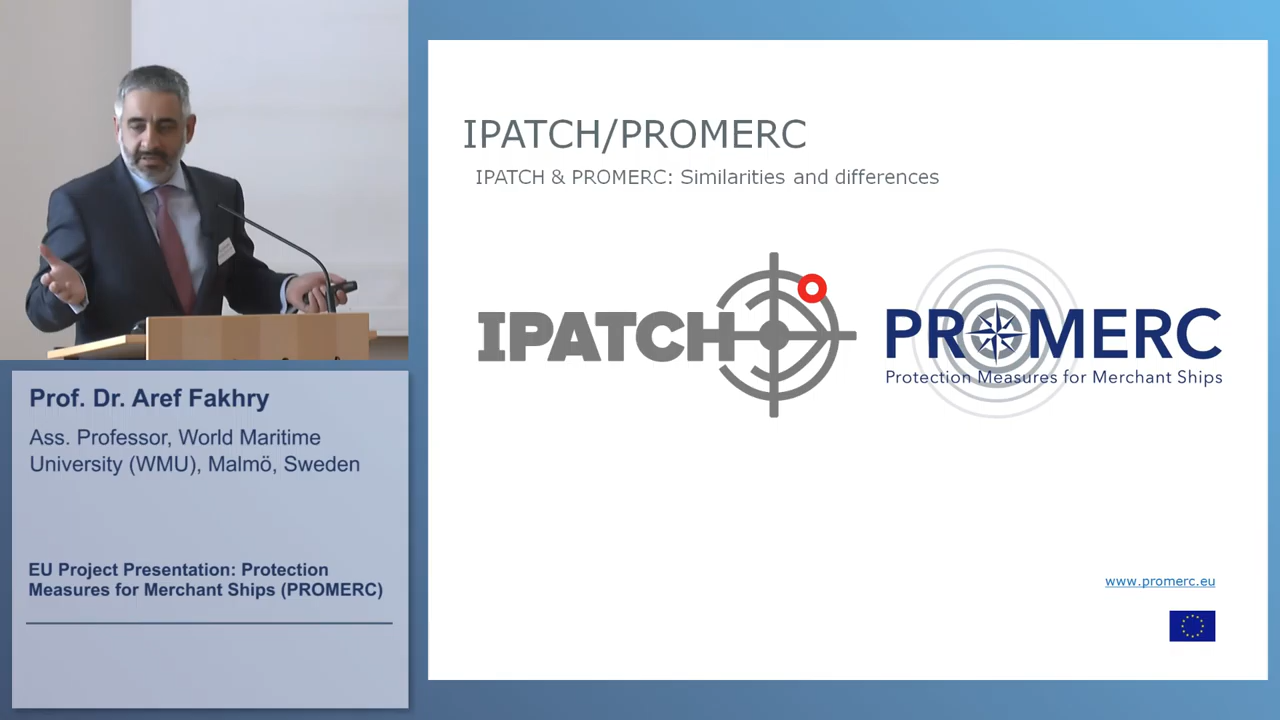 Prof. Dr. Aref Fakhry
Ass. Professor, World Maritime
University (WMU), Malmö, Sweden
EU Project Presentation: Protection
Measures for Merchant Ships (PROMERC)
IPATCH/PROMERC
IPATCH & PROMERC: Similarities and differences
IPATCH
PROMERC
Protection Measures for Merchant Ships
www.promerc.eu